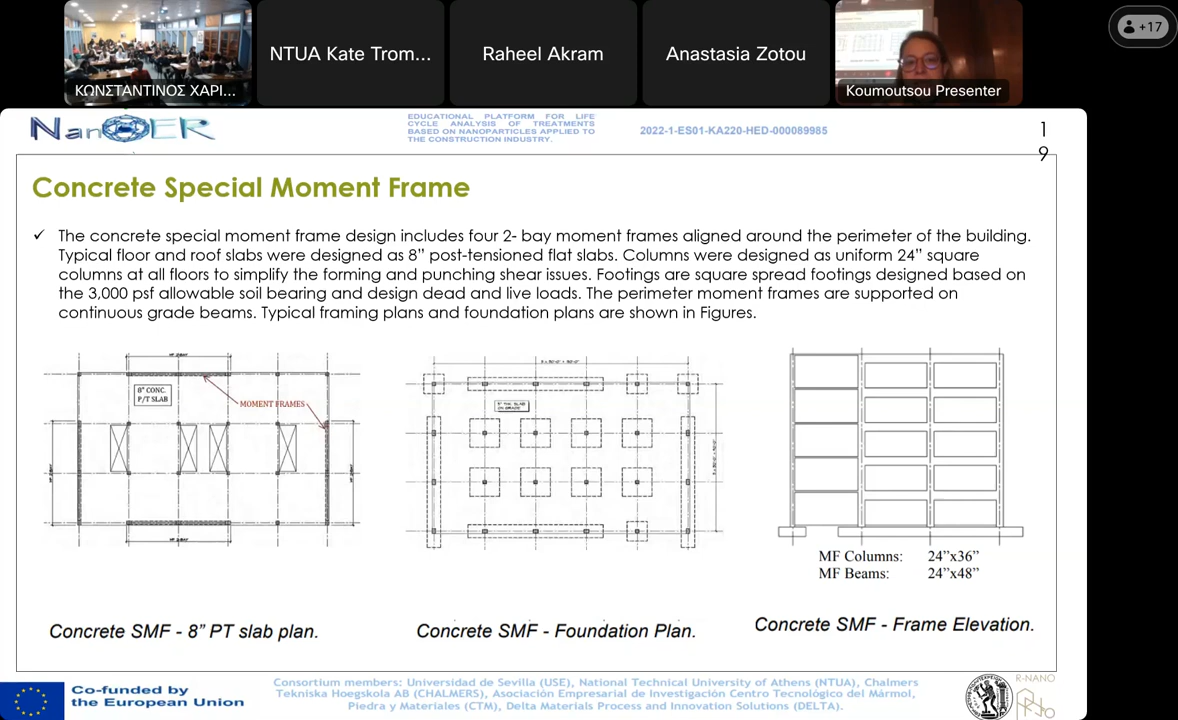 ΚΩΝΣΤΑΝΤΙΝΟΣ ΧΑΡΙ...
NTUA Kate Trom...
Raheel Akram
Anastasia Zotou
Koumoutsou Presenter
+17
NanOER
EDUCATIONAL PLATFORM FOR LIFE
CYCLE ANALYSIS OF TREATMENTS
BASED ON NANOPARTICLES APPLIED TO
THE CONSTRUCTION INDUSTRY.
2022-1-ES01-KA220-HED-000089985
1
9
Concrete Special Moment Frame
✓ The concrete special moment frame design includes four 2- bay moment frames aligned around the perimeter of the building.
Typical floor and roof slabs were designed as 8” post-tensioned flat slabs. Columns were designed as uniform 24” square
columns at all floors to simplify the forming and punching shear issues. Footings are square spread footings designed based on
the 3,000 psf allowable soil bearing and design dead and live loads. The perimeter moment frames are supported on
continuous grade beams. Typical framing plans and foundation plans are shown in Figures.
8" CONC.
P/T SLAB
MOMENT FRAMES
MF Columns: 24”x36”
MF Beams: 24”x48”
Concrete SMF - 8” PT slab plan.
Concrete SMF - Foundation Plan.
Concrete SMF - Frame Elevation.
Co-funded by
the European Union
Consortium members: Universidad de Sevilla (USE), National Technical University of Athens (NTUA), Chalmers
Tekniska Hoegskola AB (CHALMERS), Asociación Empresarial de Investigación Centro Tecnológico del Mármol,
Piedra y Materiales (CTM), Delta Materials Process and Innovation Solutions (DELTA).
R-NANO